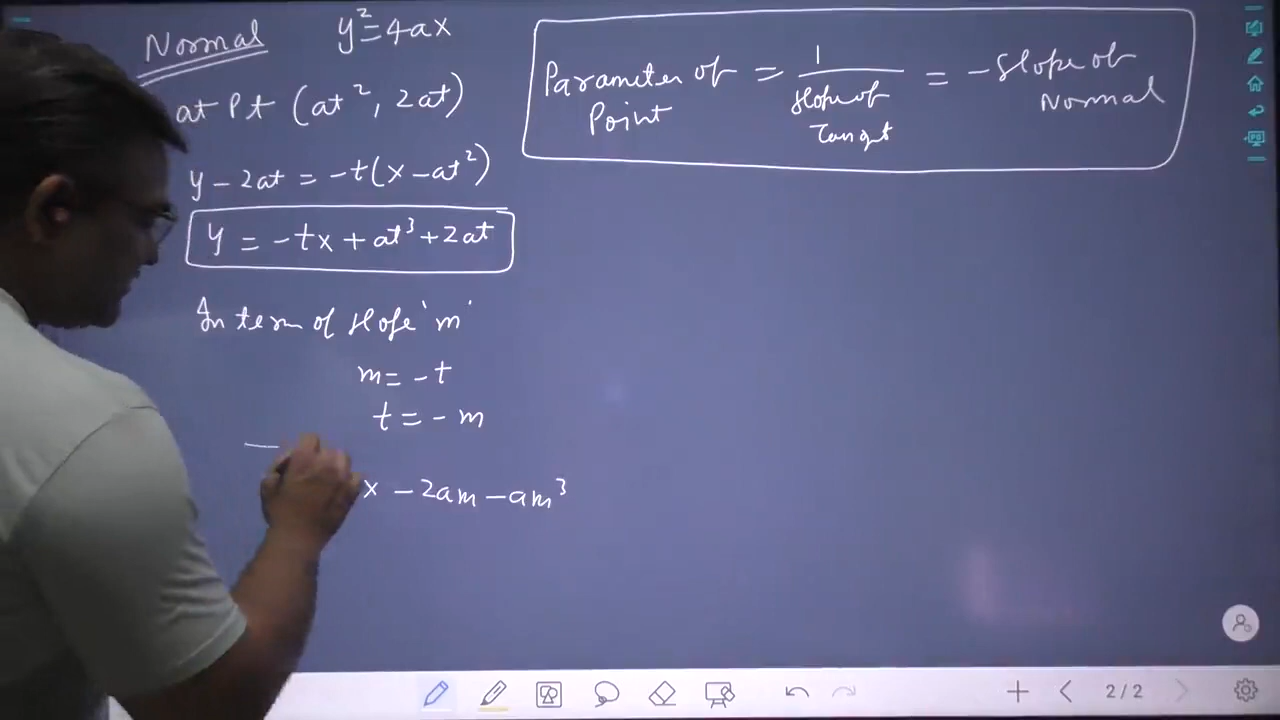 Normal y² = 4ax
at Pt (at², 2at)
y - 2at = -t(x - at²)
y = -tx + at³ + 2at
In term of slope 'm'
m = -t
t = -m
x - 2am - am³
Parameter of Point = 1/slope of Tangt = - slope of Normal
2/2